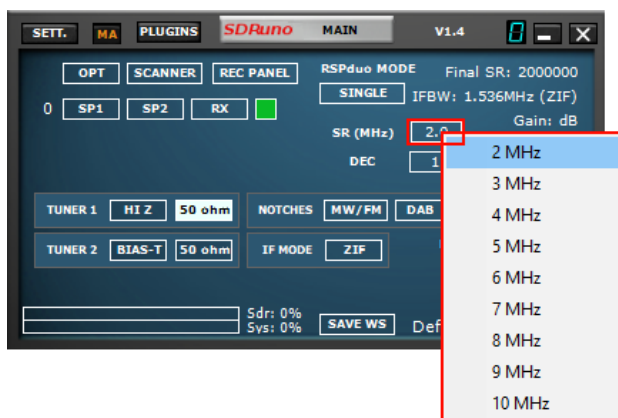 SETT. MA PLUGINS SDRuno MAIN V1.4 8
OPT SCANNER REC PANEL RSPduo MODE Final SR: 2000000
SINGLE IFBW: 1.536MHz (ZIF)
0 SP1 SP2 RX
Gain: dB
SR (MHz) 2.0
DEC 1
TUNER 1 HI Z 50 ohm NOTCHES MW/FM DAB
TUNER 2 BIAS-T 50 ohm IF MODE ZIF
Sdr: 0%
Sys: 0% SAVE WS Def
2 MHz
3 MHz
4 MHz
5 MHz
6 MHz
7 MHz
8 MHz
9 MHz
10 MHz